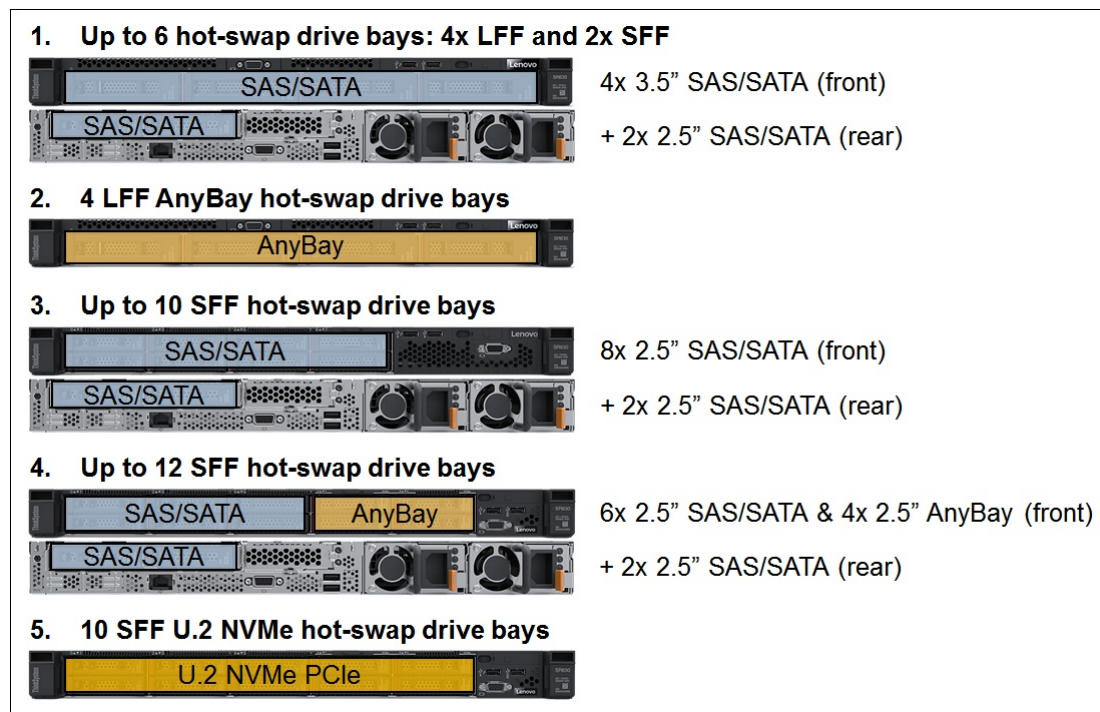 1. Up to 6 hot-swap drive bays: 4x LFF and 2x SFF
Lenovo
SAS/SATA
4x 3.5” SAS/SATA (front)
SAS/SATA
+ 2x 2.5” SAS/SATA (rear)
2. 4 LFF AnyBay hot-swap drive bays
Lenovo
AnyBay
3. Up to 10 SFF hot-swap drive bays
Lenovo
SAS/SATA
8x 2.5” SAS/SATA (front)
SAS/SATA
+ 2x 2.5” SAS/SATA (rear)
4. Up to 12 SFF hot-swap drive bays
SAS/SATA AnyBay
6x 2.5” SAS/SATA & 4x 2.5” AnyBay (front)
Lenovo
SAS/SATA
+ 2x 2.5” SAS/SATA (rear)
5. 10 SFF U.2 NVMe hot-swap drive bays
U.2 NVMe PCIe
Lenovo